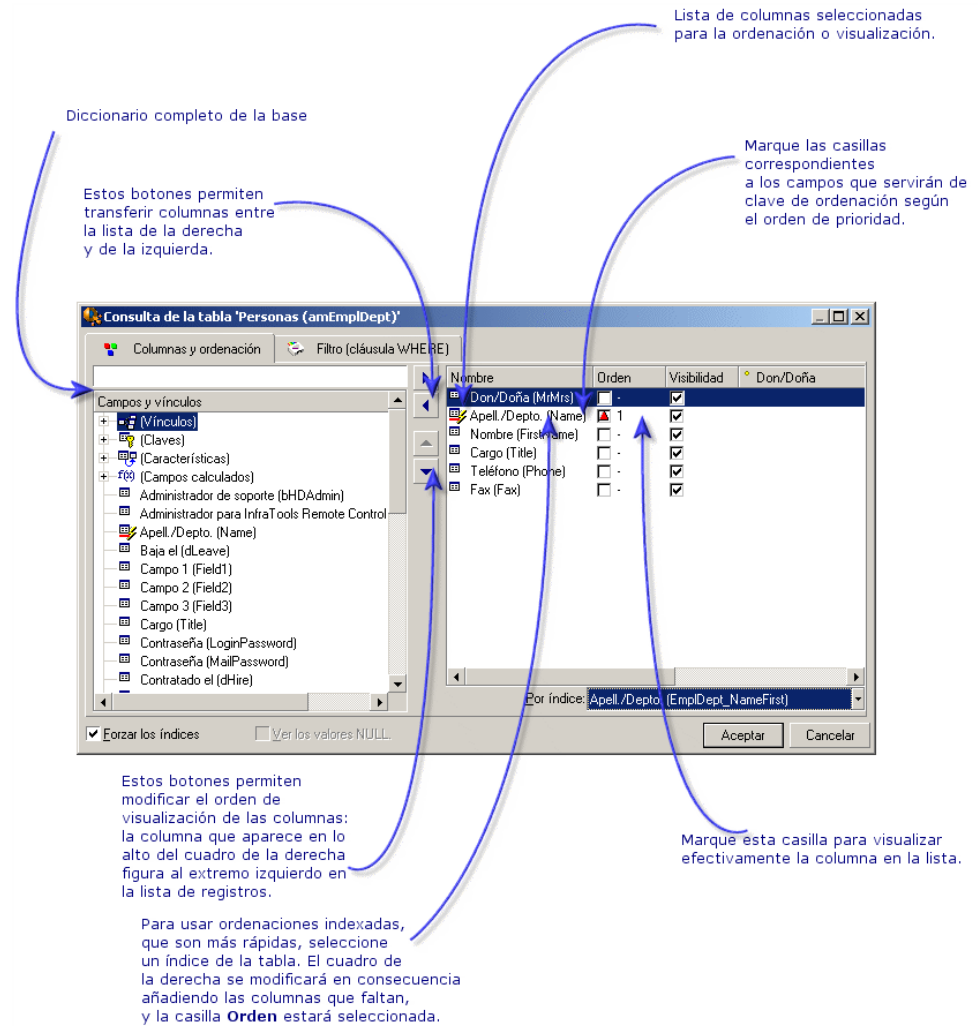 Lista de columnas seleccionadas
para la ordenación o visualización.
Diccionario completo de la base
Marque las casillas
correspondientes
a los campos que servirán de
clave de ordenación según
el orden de prioridad.
Estos botones permiten
transferir columnas entre
la lista de la derecha
y de la izquierda.
Consulta de la tabla 'Personas (amEmplDept)'
Columnas y ordenación
Filtro (cláusula WHERE)
Campos y vínculos
(Vínculos)
(Claves)
(Características)
(Campos calculados)
Administrador de soporte (bHDAdmin)
Administrador para InfraTools Remote Control
Apell./Depto. (Name)
Baja el (dLeave)
Campo 1 (Field1)
Campo 2 (Field2)
Campo 3 (Field3)
Cargo (Title)
Contraseña (LoginPassword)
Contraseña (MailPassword)
Contratado el (dHire)
Nombre Orden Visibilidad ° Don/Doña
Don/Doña (MrMrs) -
Apell./Depto. (Name) 1
Nombre (FirstName) -
Cargo (Title) -
Teléfono (Phone) -
Fax (Fax) -
Por índice: Apell./Depto. (EmplDept_NameFirst)
Forzar los índices
Ver los valores NULL.
Aceptar
Cancelar
Estos botones permiten
modificar el orden de
visualización de las columnas:
la columna que aparece en lo
alto del cuadro de la derecha
figura al extremo izquierdo en
la lista de registros.
Marque esta casilla para visualizar
efectivamente la columna en la lista.
Para usar ordenaciones indexadas,
que son más rápidas, seleccione
un índice de la tabla. El cuadro de
la derecha se modificará en consecuencia
añadiendo las columnas que faltan,
y la casilla Orden estará seleccionada.